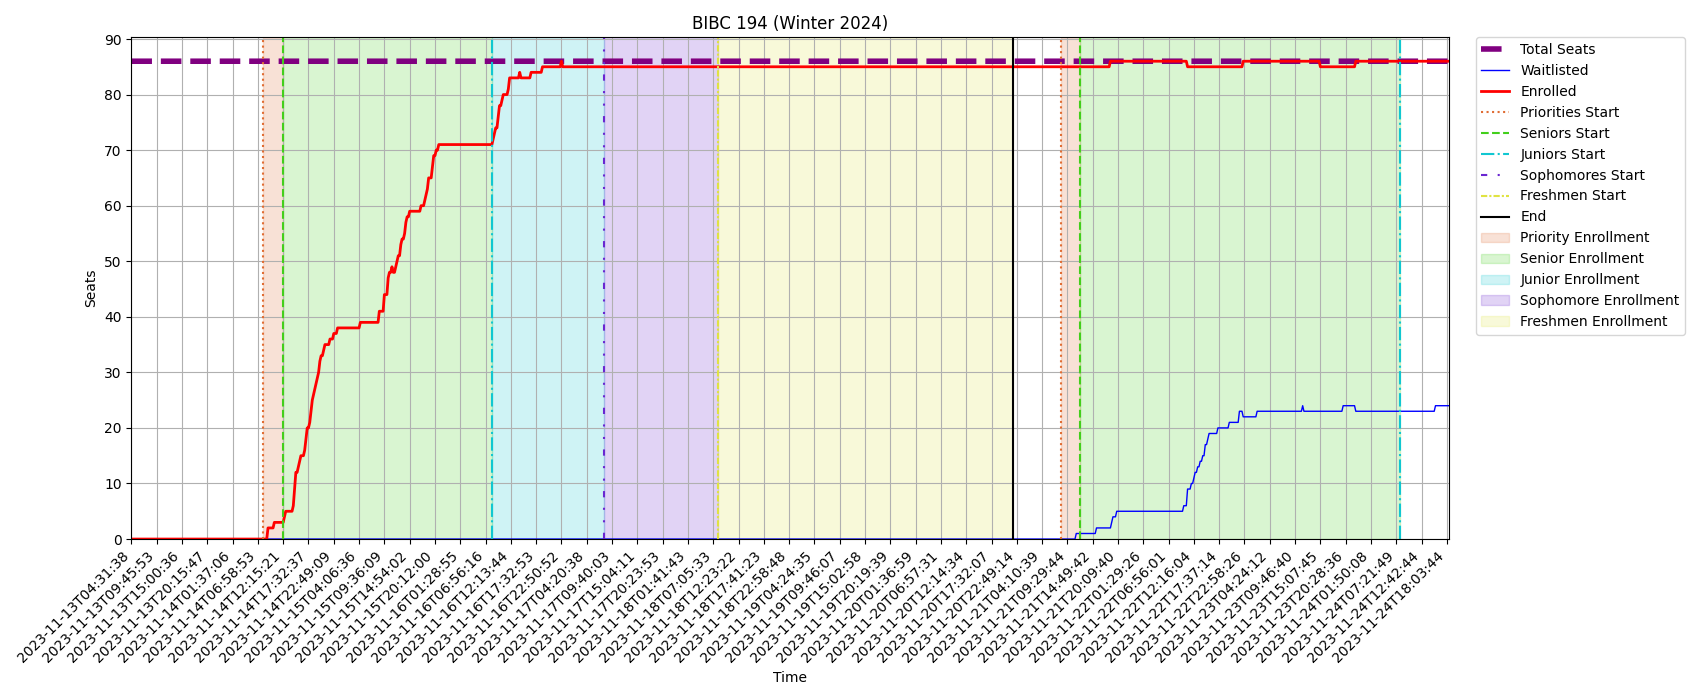 BIBC 194 (Winter 2024)
Seats
90
80
70
60
50
40
30
20
10
0
2023-11-13T04:31:38
2023-11-13T09:45:53
2023-11-13T15:00:36
2023-11-13T20:15:47
2023-11-14T01:37:06
2023-11-14T06:58:53
2023-11-14T12:15:21
2023-11-14T17:32:37
2023-11-14T22:49:09
2023-11-15T04:06:36
2023-11-15T09:36:09
2023-11-15T14:54:02
2023-11-15T20:12:00
2023-11-16T01:28:55
2023-11-16T06:56:16
2023-11-16T12:13:44
2023-11-16T17:32:53
2023-11-16T22:50:52
2023-11-17T04:20:38
2023-11-17T09:40:03
2023-11-17T15:04:11
2023-11-17T20:23:53
2023-11-18T01:41:43
2023-11-18T07:05:33
2023-11-18T12:23:22
2023-11-18T17:41:23
2023-11-18T22:58:48
2023-11-19T04:24:35
2023-11-19T09:46:07
2023-11-19T15:02:58
2023-11-19T20:19:39
2023-11-20T01:36:59
2023-11-20T06:57:31
2023-11-20T12:14:34
2023-11-20T17:32:07
2023-11-20T22:49:14
2023-11-21T04:10:39
2023-11-21T09:29:44
2023-11-21T14:49:42
2023-11-21T20:09:40
2023-11-22T01:29:26
2023-11-22T06:56:01
2023-11-22T12:16:04
2023-11-22T17:37:14
2023-11-22T22:58:26
2023-11-23T04:24:12
2023-11-23T09:46:40
2023-11-23T15:07:45
2023-11-23T20:28:36
2023-11-24T01:50:08
2023-11-24T07:21:49
2023-11-24T12:42:44
2023-11-24T18:03:44
Time
Total Seats
Waitlisted
Enrolled
Priorities Start
Seniors Start
Juniors Start
Sophomores Start
Freshmen Start
End
Priority Enrollment
Senior Enrollment
Junior Enrollment
Sophomore Enrollment
Freshmen Enrollment